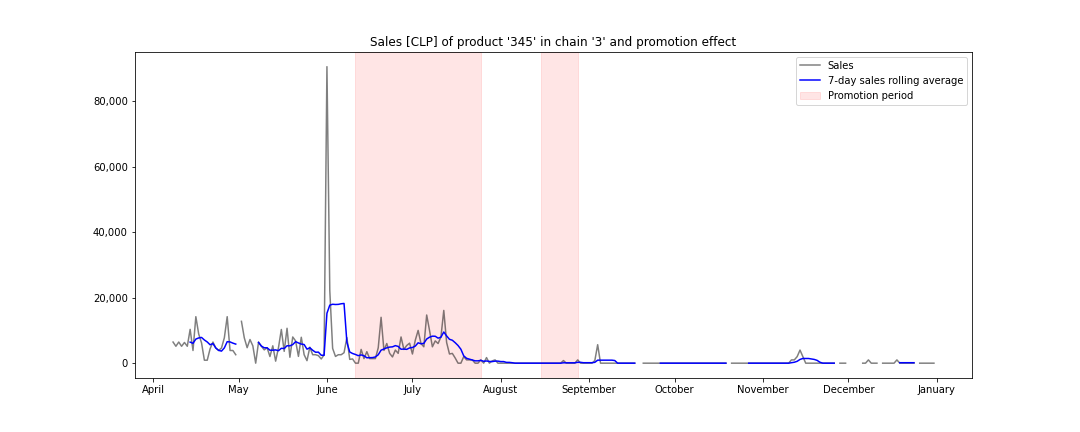 Sales [CLP] of product '345' in chain '3' and promotion effect
Sales
7-day sales rolling average
Promotion period
80,000
60,000
40,000
20,000
0
April May June July August September October November December January